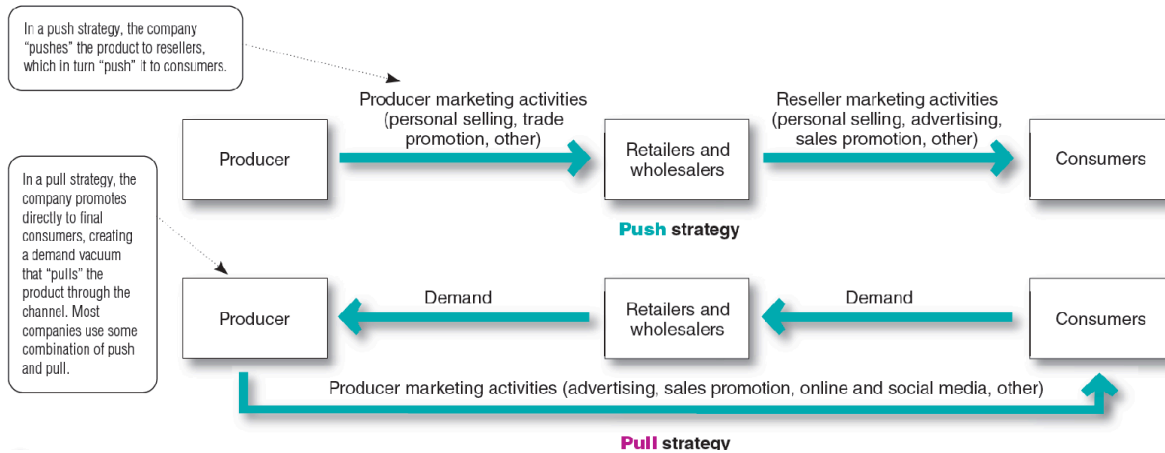 In a push strategy, the company
“pushes” the product to resellers,
which in turn “push” it to consumers.
Producer marketing activities
(personal selling, trade
promotion, other)
Reseller marketing activities
(personal selling, advertising,
sales promotion, other)
Producer
Retailers and
wholesalers
Consumers
Push strategy
In a pull strategy, the
company promotes
directly to final
consumers, creating
a demand vacuum
that “pulls” the
product through the
channel. Most
companies use some
combination of push
and pull.
Producer
Demand
Retailers and
wholesalers
Demand
Consumers
Producer marketing activities (advertising, sales promotion, online and social media, other)
Pull strategy